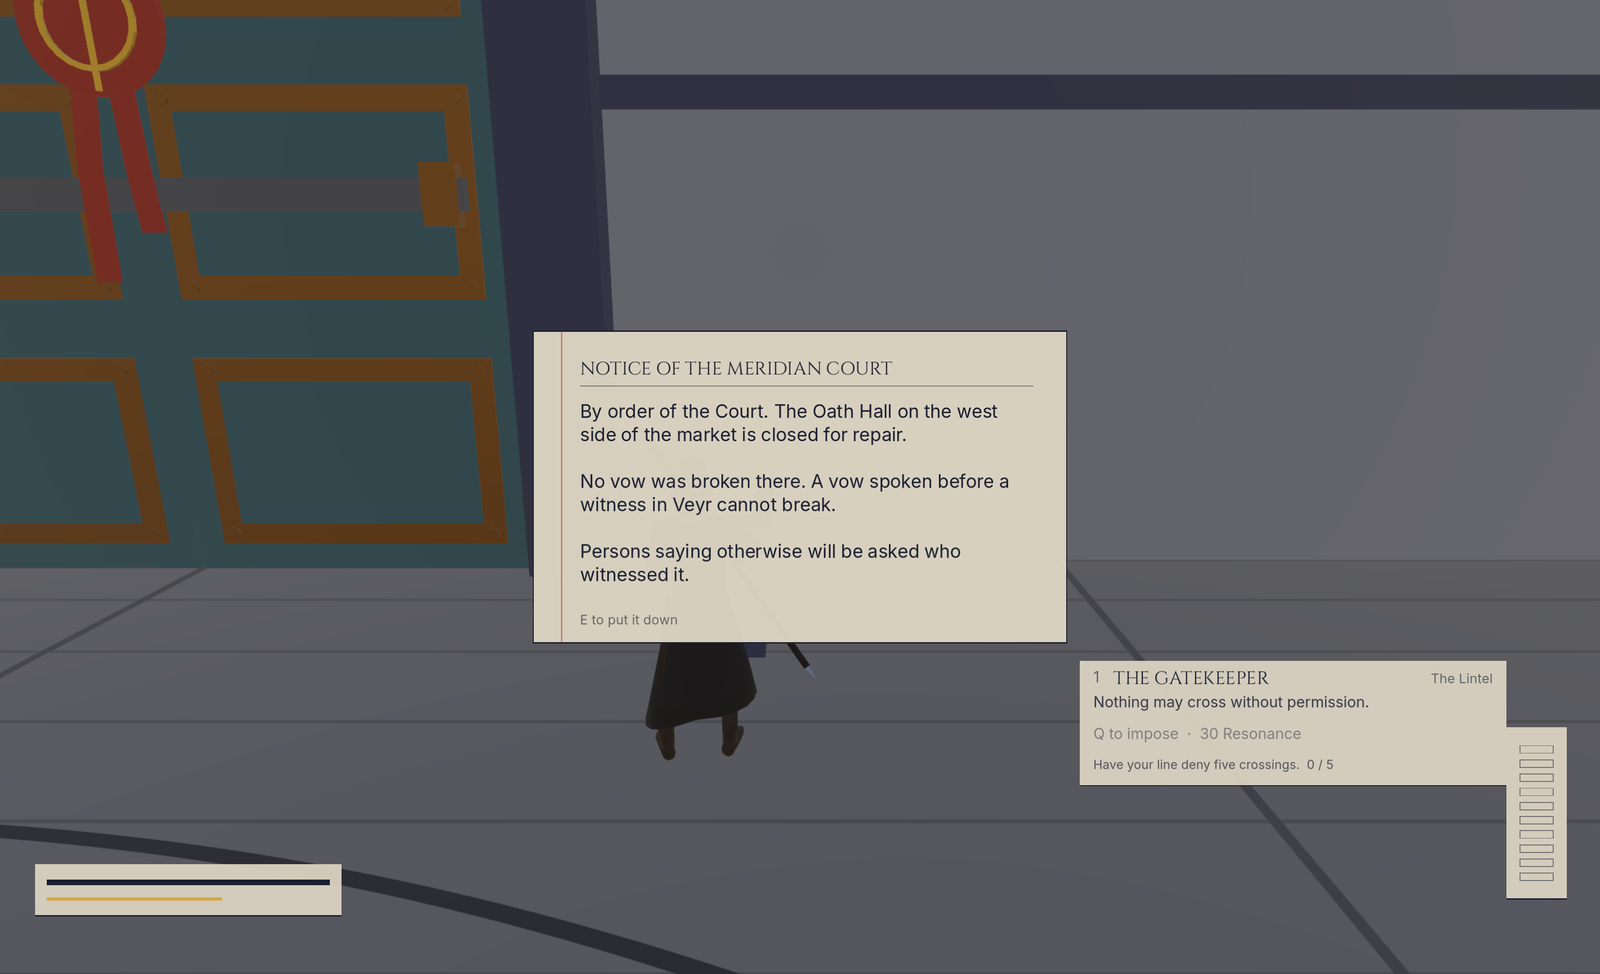 NOTICE OF THE MERIDIAN COURT
By order of the Court. The Oath Hall on the west
side of the market is closed for repair.
No vow was broken there. A vow spoken before a
witness in Veyr cannot break.
Persons saying otherwise will be asked who
witnessed it.
E to put it down
1 THE GATEKEEPER The Lintel
Nothing may cross without permission.
Q to impose · 30 Resonance
Have your line deny five crossings. 0 / 5